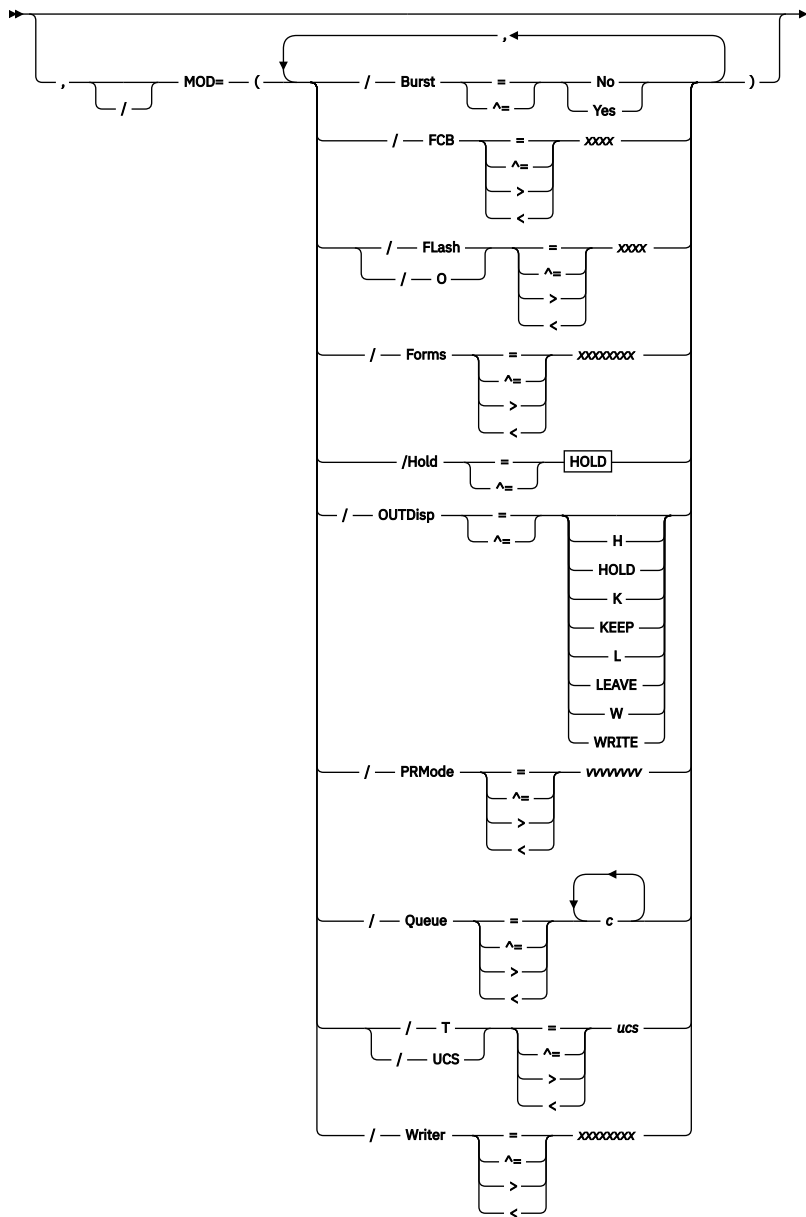 ,
, MOD= ( / Burst = No )
/ ^= Yes
/ FCB = xxxx
^=
>
<
/ FLash = xxxx
/ O ^=
>
<
/ Forms = xxxxxxxx
^=
>
<
/Hold = HOLD
^=
/ OUTDisp =
^= H
HOLD
K
KEEP
L
LEAVE
W
WRITE
/ PRMode = vvvvvvvv
^=
>
<
/ Queue = c
^=
>
<
/ T = ucs
/ UCS ^=
>
<
/ Writer = xxxxxxxx
^=
>
<